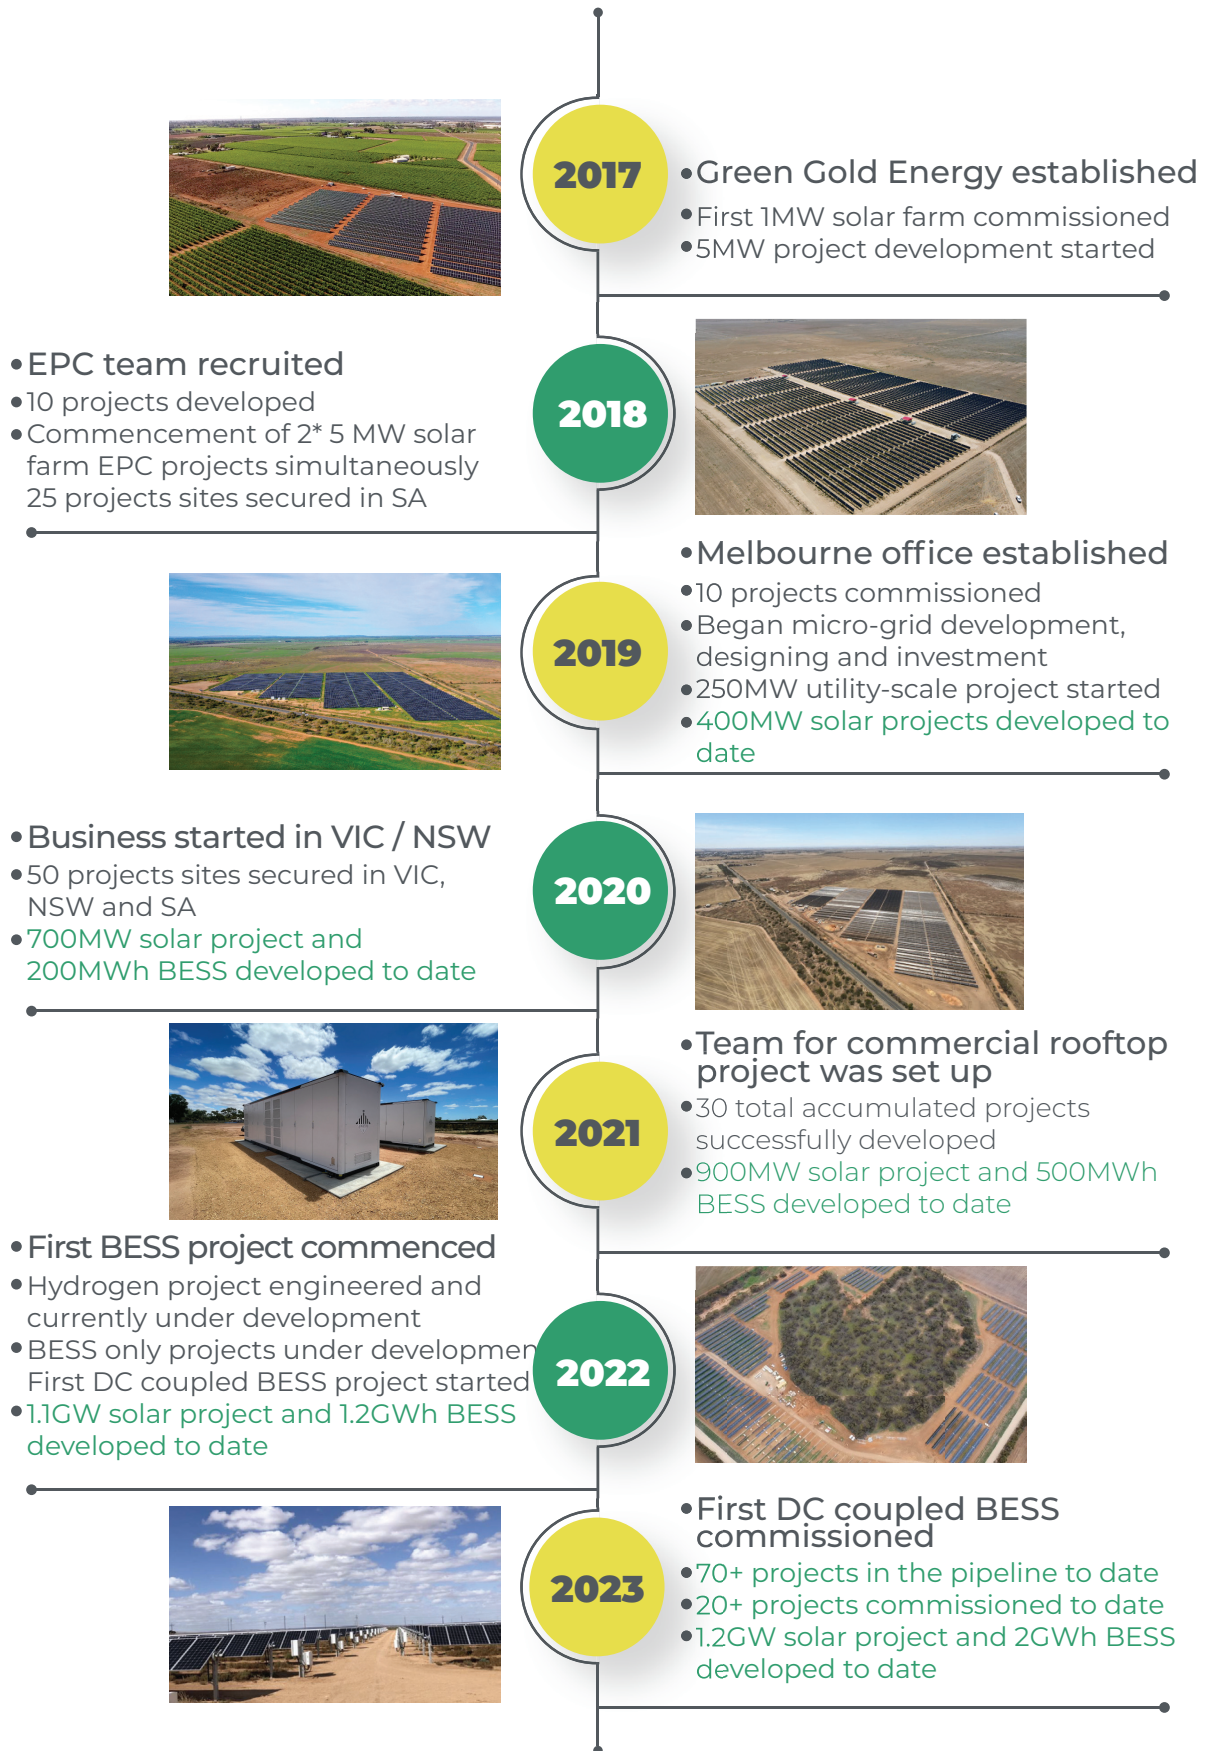 2017
•Green Gold Energy established
•First 1MW solar farm commissioned
•5MW project development started
•EPC team recruited
•10 projects developed
•Commencement of 2* 5 MW solar
farm EPC projects simultaneously
25 projects sites secured in SA
2018
2019
•Melbourne office established
•10 projects commissioned
•Began micro-grid development,
designing and investment
•250MW utility-scale project started
•400MW solar projects developed to
date
•Business started in VIC / NSW
•50 projects sites secured in VIC,
NSW and SA
•700MW solar project and
200MWh BESS developed to date
2020
2021
•Team for commercial rooftop
project was set up
•30 total accumulated projects
successfully developed
•900MW solar project and 500MWh
BESS developed to date
•First BESS project commenced
•Hydrogen project engineered and
currently under development
•BESS only projects under developmen
First DC coupled BESS project started
•1.1GW solar project and 1.2GWh BESS
developed to date
2022
2023
•First DC coupled BESS
commissioned
•70+ projects in the pipeline to date
•20+ projects commissioned to date
•1.2GW solar project and 2GWh BESS
developed to date